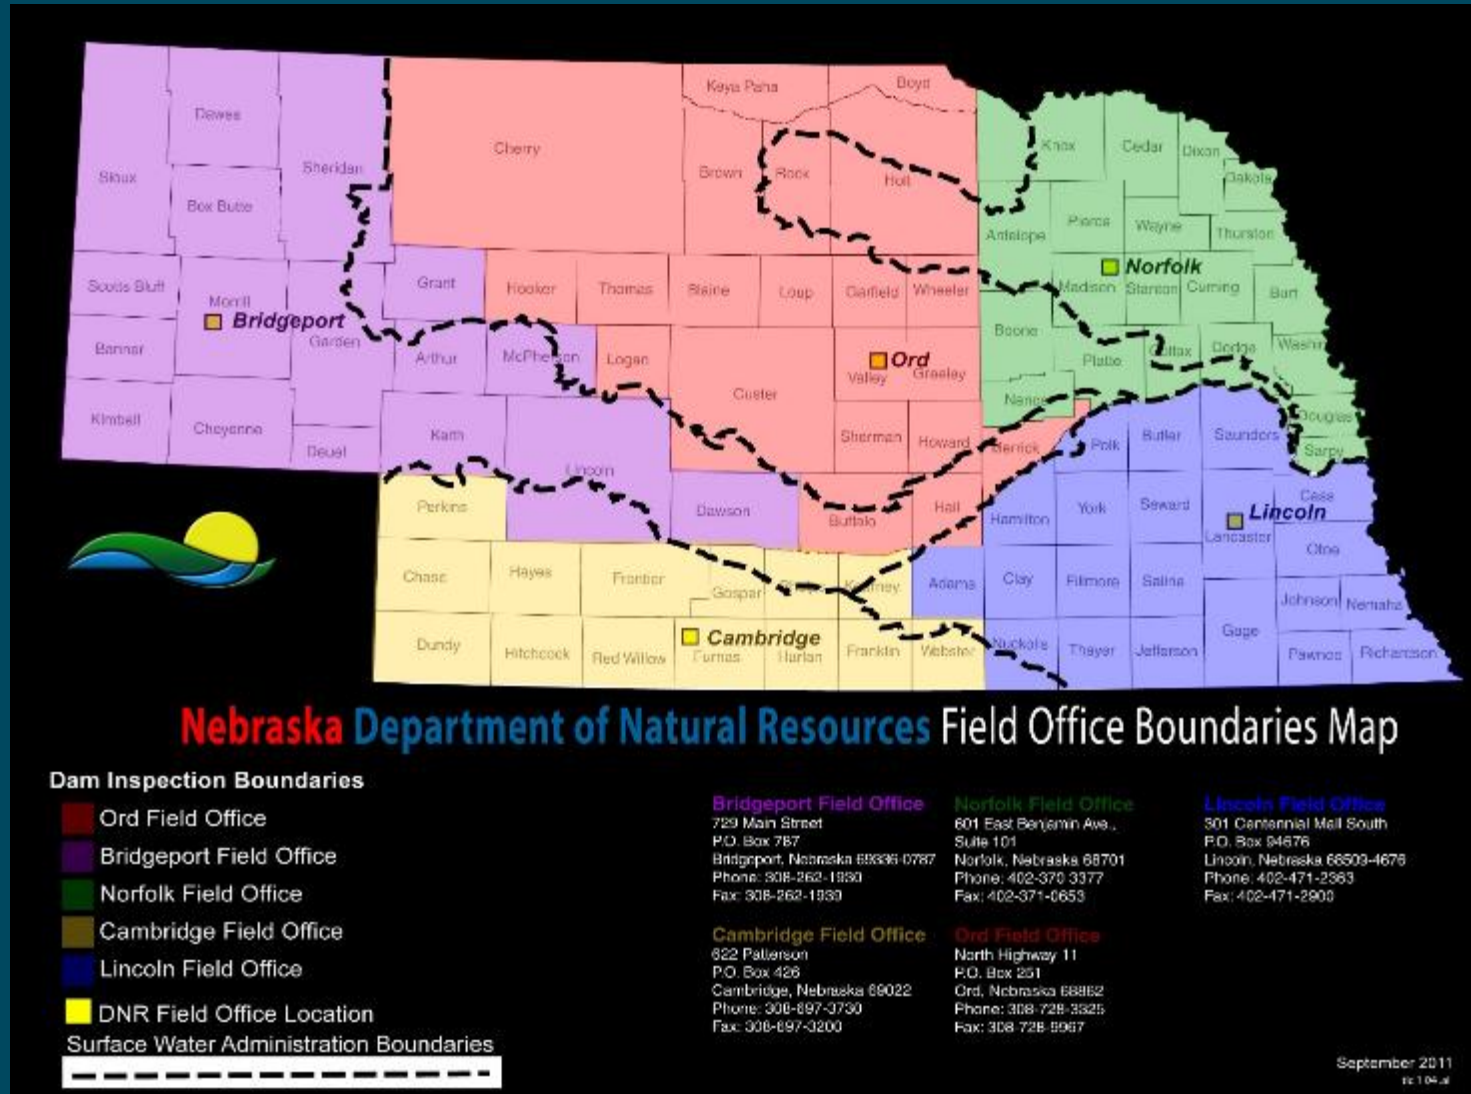 Keya Paha
Boyd
Dawes
Cherry
Knox
Cedar
Dixon
Sheridan
Sioux
Brown
Rock
Holt
Dakota
Box Butte
Antelope
Pierce
Wayne
Thurston
Norfolk
Scotts Bluff
Morrill
Grant
Hooker
Thomas
Blaine
Loup
Garfield
Wheeler
Madison
Stanton
Cuming
Burt
Bridgeport
Boone
Banner
Garden
Arthur
McPherson
Logan
Ord
Platte
Colfax
Dodge
Valley
Greeley
Custer
Nance
Kimball
Cheyenne
Keith
Sherman
Howard
Merrick
Polk
Butler
Saunders
Douglas
Deuel
Lincoln
Sarpy
Perkins
Dawson
Buffalo
Hall
Hamilton
York
Seward
Cass
Lincoln
Lancaster
Otoe
Chase
Hayes
Frontier
Gosper
Adams
Clay
Fillmore
Saline
Johnson
Nemaha
Dundy
Hitchcock
Red Willow
Cambridge
Furnas
Harlan
Franklin
Webster
Nuckolls
Thayer
Jefferson
Gage
Pawnee
Richardson
Nebraska Department of Natural Resources Field Office Boundaries Map
Dam Inspection Boundaries
Ord Field Office
Bridgeport Field Office
Norfolk Field Office
Cambridge Field Office
Lincoln Field Office
DNR Field Office Location
Surface Water Administration Boundaries
Bridgeport Field Office
729 Main Street
P.O. Box 787
Bridgeport, Nebraska 69336-0787
Phone: 308-262-1930
Fax: 308-262-1939
Norfolk Field Office
601 East Benjamin Ave.,
Suite 101
Norfolk, Nebraska 68701
Phone: 402-370 3377
Fax: 402-371-0653
Lincoln Field Office
301 Centennial Mall South
P.O. Box 94676
Lincoln, Nebraska 68509-4676
Phone: 402-471-2363
Fax: 402-471-2900
Cambridge Field Office
622 Patterson
P.O. Box 426
Cambridge, Nebraska 69022
Phone: 308-697-3730
Fax: 308-697-3200
Ord Field Office
North Highway 11
P.O. Box 251
Ord, Nebraska 68862
Phone: 308-728-3325
Fax: 308-728-9967
September 2011